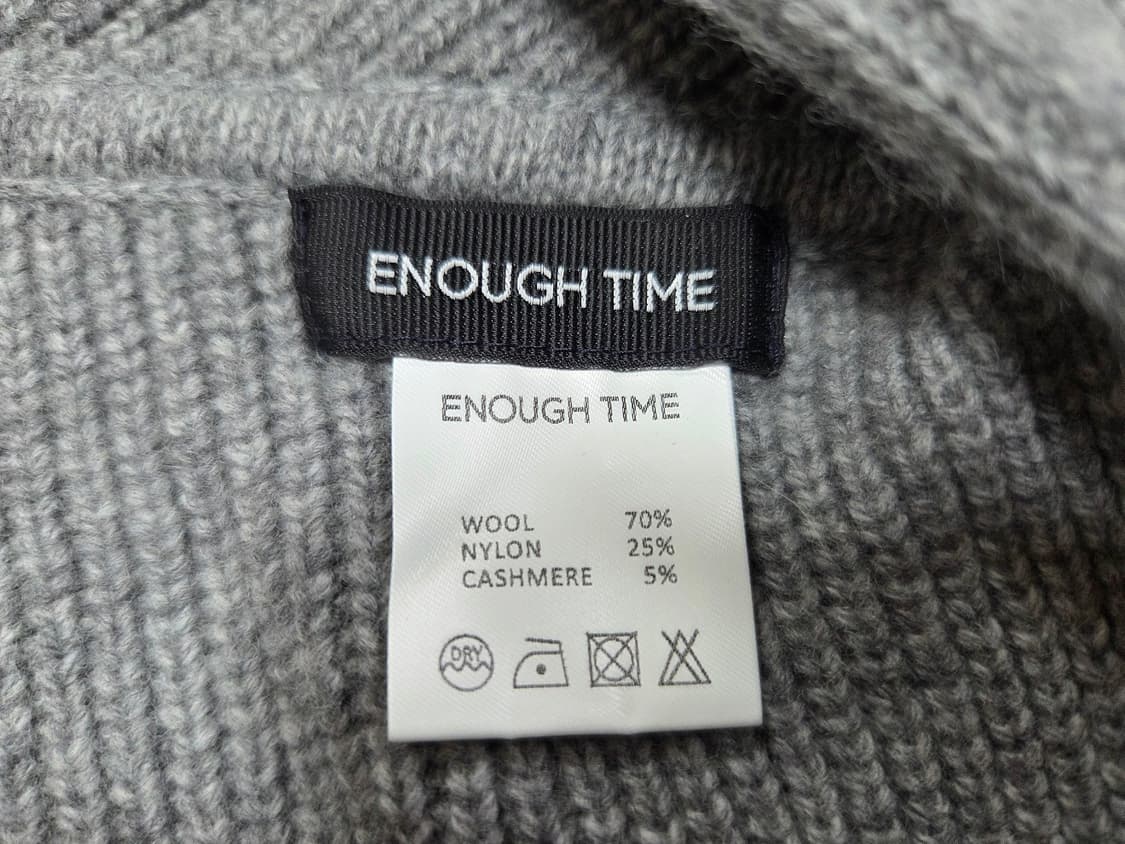 ENOUGH TIME
ENOUGH TIME
WOOL 70%
NYLON 25%
CASHMERE 5%
DRY